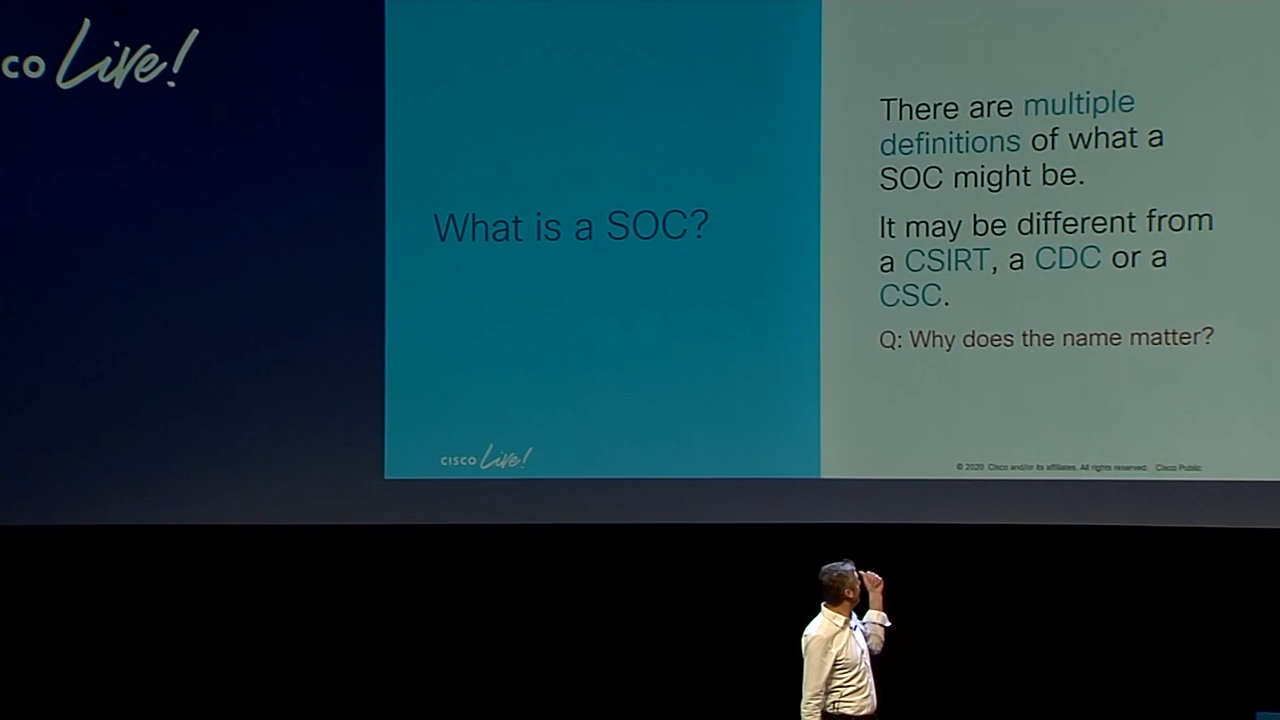 co Live!
What is a SOC?
cisco Live!
There are multiple
definitions of what a
SOC might be.
It may be different from
a CSIRT, a CDC or a
CSC.
Q: Why does the name matter?
© 2020 Cisco and/or its affiliates. All rights reserved. Cisco Public